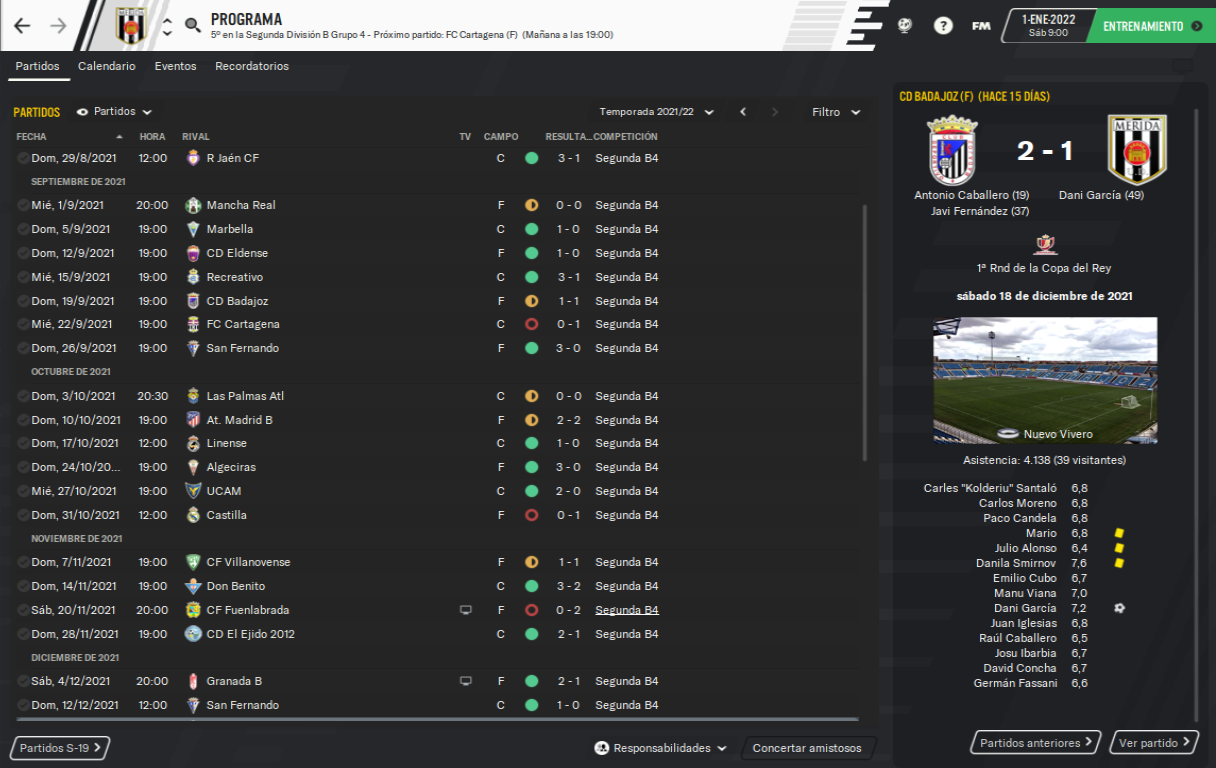 PROGRAMA
5º en la Segunda División B Grupo 4 - Próximo partido: FC Cartagena (F) (Mañana a las 19:00)
?
FM
1-ENE-2022
Sáb 9:00
ENTRENAMIENTO
Partidos Calendario Eventos Recordatorios
PARTIDOS Partidos Temporada 2021/22 Filtro
FECHA HORA RIVAL TV CAMPO RESULTA... COMPETICIÓN
Dom, 29/8/2021 12:00 R Jaén CF C 3 - 1 Segunda B4
SEPTIEMBRE DE 2021
Mié, 1/9/2021 20:00 Mancha Real F 0 - 0 Segunda B4
Dom, 5/9/2021 19:00 Marbella C 1 - 0 Segunda B4
Dom, 12/9/2021 19:00 CD Eldense F 1 - 0 Segunda B4
Mié, 15/9/2021 19:00 Recreativo C 3 - 1 Segunda B4
Dom, 19/9/2021 19:00 CD Badajoz F 1 - 1 Segunda B4
Mié, 22/9/2021 19:00 FC Cartagena C 0 - 1 Segunda B4
Dom, 26/9/2021 19:00 San Fernando F 3 - 0 Segunda B4
OCTUBRE DE 2021
Dom, 3/10/2021 20:30 Las Palmas Atl C 0 - 0 Segunda B4
Dom, 10/10/2021 19:00 At. Madrid B F 2 - 2 Segunda B4
Dom, 17/10/2021 12:00 Linense C 1 - 0 Segunda B4
Dom, 24/10/20... 19:00 Algeciras F 3 - 0 Segunda B4
Mié, 27/10/2021 19:00 UCAM C 2 - 0 Segunda B4
Dom, 31/10/2021 12:00 Castilla F 0 - 1 Segunda B4
NOVIEMBRE DE 2021
Dom, 7/11/2021 19:00 CF Villanovense F 1 - 1 Segunda B4
Dom, 14/11/2021 19:00 Don Benito C 3 - 2 Segunda B4
Sáb, 20/11/2021 20:00 CF Fuenlabrada F 0 - 2 Segunda B4
Dom, 28/11/2021 19:00 CD El Ejido 2012 C 2 - 1 Segunda B4
DICIEMBRE DE 2021
Sáb, 4/12/2021 20:00 Granada B F 2 - 1 Segunda B4
Dom, 12/12/2021 12:00 San Fernando C 1 - 0 Segunda B4
Partidos S-19 Responsabilidades Concertar amistosos
CD BADAJOZ (F) (HACE 15 DÍAS)
CLUB
MERIDA
2 - 1
Antonio Caballero (19) Dani García (49)
Javi Fernández (37)
1ª Rnd de la Copa del Rey
sábado 18 de diciembre de 2021
Nuevo Vivero
Asistencia: 4.138 (39 visitantes)
Carles "Kolderiu" Santaló 6,8
Carlos Moreno 6,8
Paco Candela 6,8
Mario 6,8
Julio Alonso 6,4
Danila Smirnov 7,6
Emilio Cubo 6,7
Manu Viana 7,0
Dani García 7,2
Juan Iglesias 6,8
Raúl Caballero 6,5
Josu Ibarbia 6,7
David Concha 6,7
Germán Fassani 6,6
Partidos anteriores Ver partido